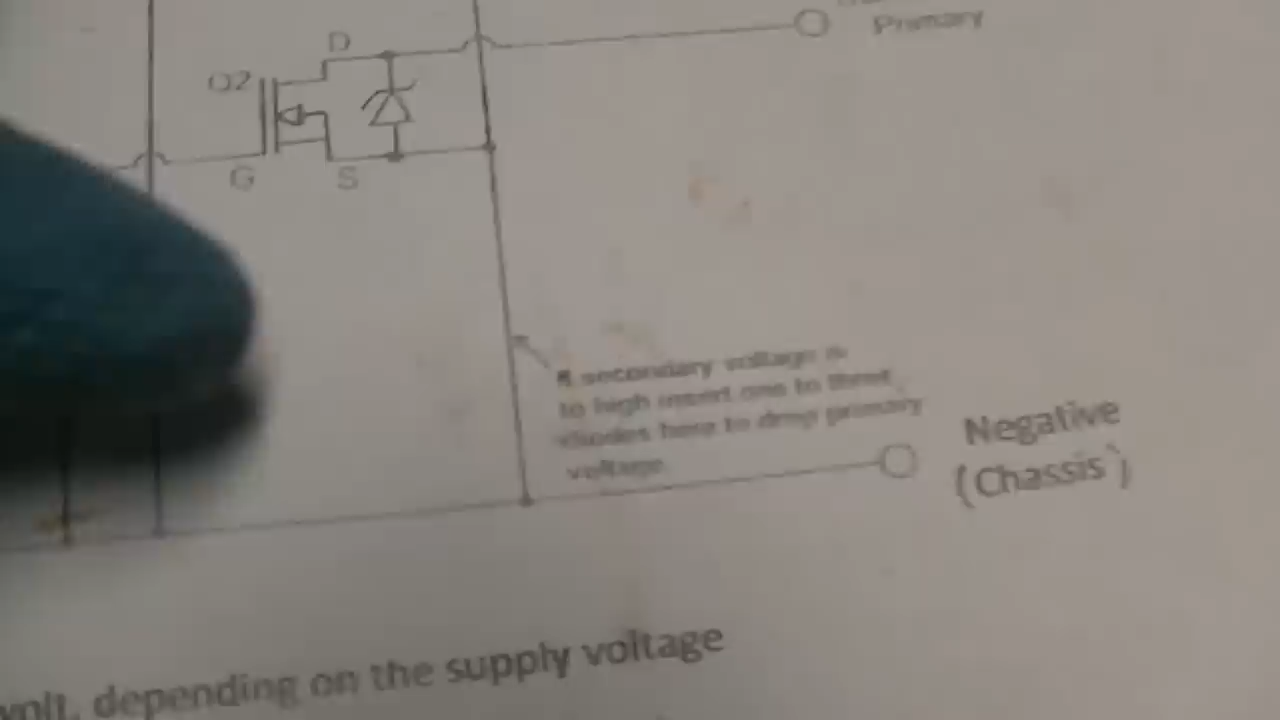 D
Primary
Q2
G
S
If secondary voltage is
to high insert one to three
diodes here to drop primary
voltage
Negative
(Chassis)
volt, depending on the supply voltage